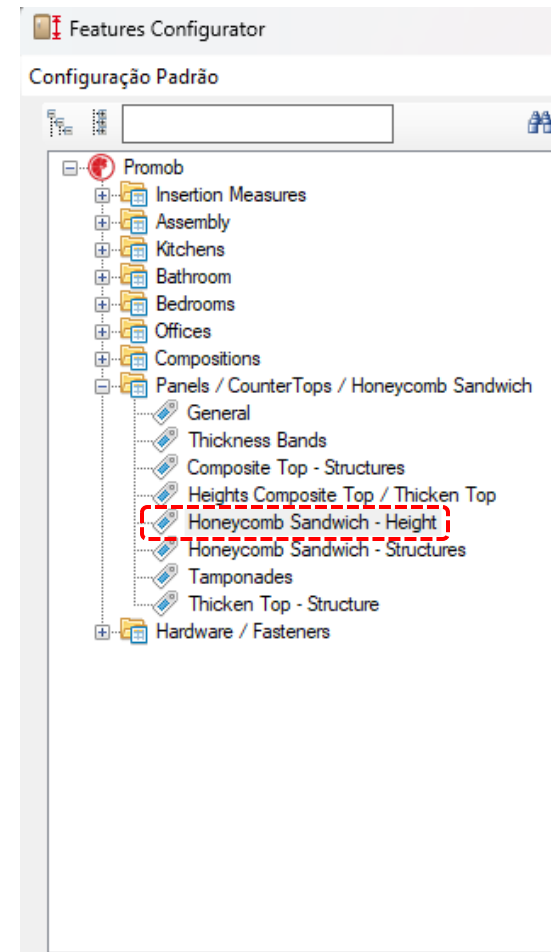 Features Configurator
Configuração Padrão
Promob
Insertion Measures
Assembly
Kitchens
Bathroom
Bedrooms
Offices
Compositions
Panels / CounterTops / Honeycomb Sandwich
General
Thickness Bands
Composite Top - Structures
Heights Composite Top / Thicken Top
Honeycomb Sandwich - Height
Honeycomb Sandwich - Structures
Tamponades
Thicken Top - Structure
Hardware / Fasteners